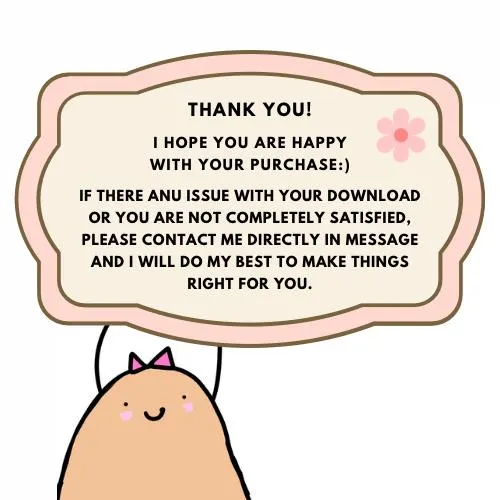 THANK YOU!
I HOPE YOU ARE HAPPY
WITH YOUR PURCHASE:)
IF THERE ANU ISSUE WITH YOUR DOWNLOAD
OR YOU ARE NOT COMPLETELY SATISFIED,
PLEASE CONTACT ME DIRECTLY IN MESSAGE
AND I WILL DO MY BEST TO MAKE THINGS
RIGHT FOR YOU.